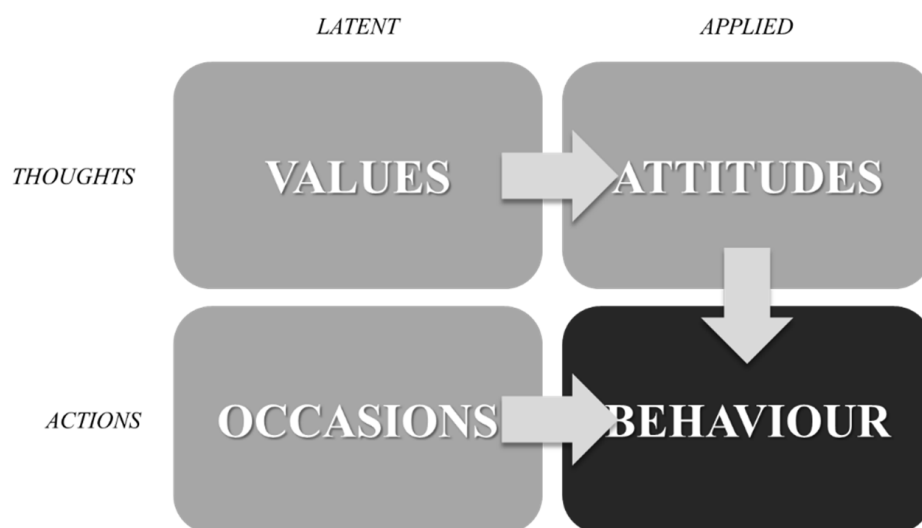 LATENT
APPLIED
THOUGHTS
VALUES
ATTITUDES
ACTIONS
OCCASIONS
BEHAVIOUR